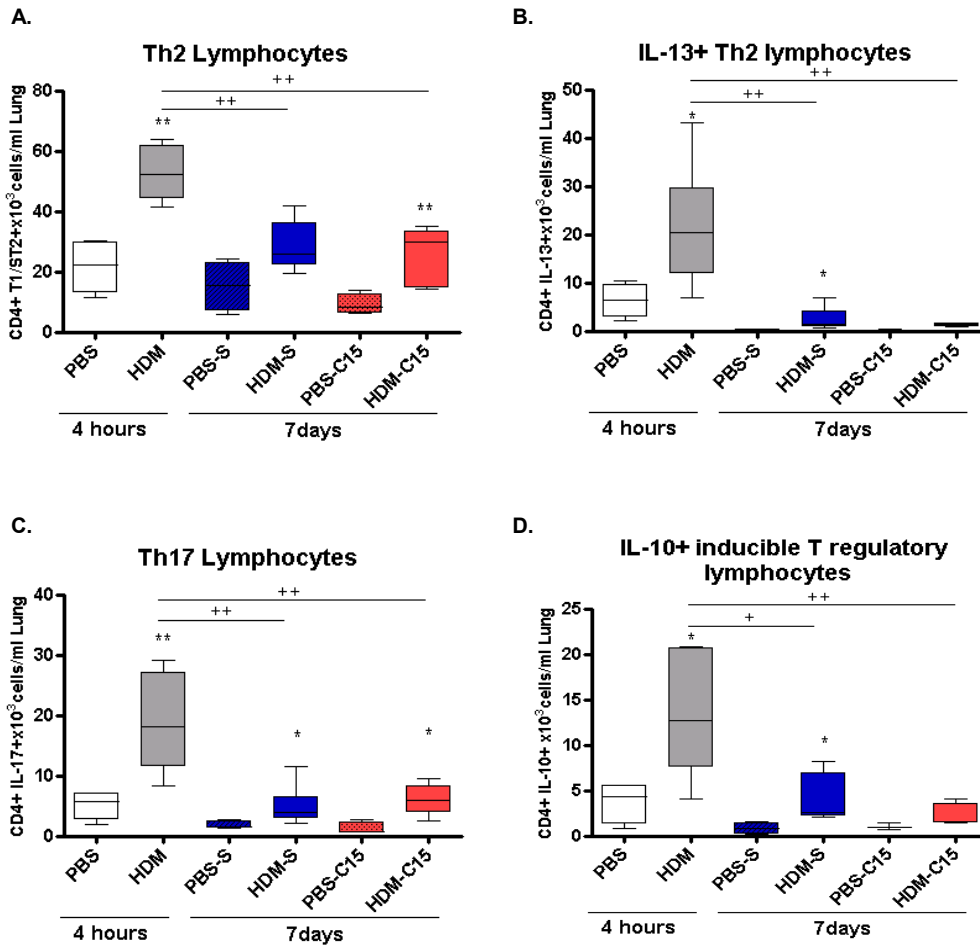 A.
Th2 Lymphocytes
CD4+ T1/ST2+x10³cells/ml Lung
80
60
40
20
0
++
++
**
**
PBS
HDM
PBS-S
HDM-S
PBS-C15
HDM-C15
4 hours
7days
B.
IL-13+ Th2 lymphocytes
CD4+ IL-13+x10³cells/ml Lung
50
40
30
20
10
0
++
++
*
*
PBS
HDM
PBS-S
HDM-S
PBS-C15
HDM-C15
4 hours
7days
C.
Th17 Lymphocytes
CD4+ IL-17+x10³cells/ml Lung
40
30
20
10
0
++
++
**
*
*
PBS
HDM
PBS-S
HDM-S
PBS-C15
HDM-C15
4 hours
7days
D.
IL-10+ inducible T regulatory
lymphocytes
CD4+ IL-10+ x10³cells/ml Lung
25
20
15
10
5
0
++
+
*
*
PBS
HDM
PBS-S
HDM-S
PBS-C15
HDM-C15
4 hours
7days